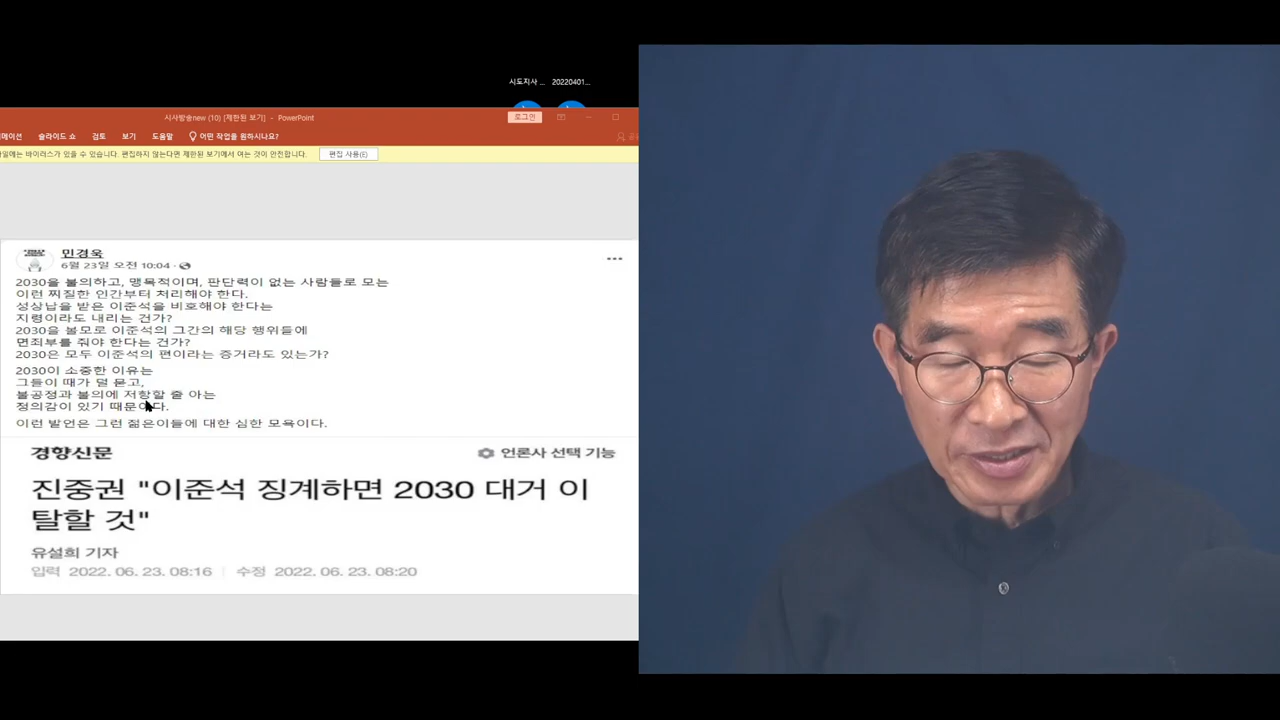 시도지사 ... 20220401...
시사방송new (10) [제한된 보기] - PowerPoint 로그인
메이션 슬라이드 쇼 검토 보기 도움말 어떤 작업을 원하시나요?
일에는 바이러스가 있을 수 있습니다. 편집하지 않는다면 제한된 보기에서 여는 것이 안전합니다. 편집 사용(E)
민경욱
6월 23일 오전 10:04 ·
2030을 불의하고, 맹목적이며, 판단력이 없는 사람들로 모는
이런 찌질한 인간부터 처리해야 한다.
성상납을 받은 이준석을 비호해야 한다는
지령이라도 내리는 건가?
2030을 볼모로 이준석의 그간의 해당 행위들에
면죄부를 줘야 한다는 건가?
2030은 모두 이준석의 편이라는 증거라도 있는가?
2030이 소중한 이유는
그들이 때가 덜 묻고,
불공정과 불의에 저항할 줄 아는
정의감이 있기 때문이다.
이런 발언은 그런 젊은이들에 대한 심한 모욕이다.
경향신문 언론사 선택 기능
진중권 "이준석 징계하면 2030 대거 이
탈할 것"
유설희 기자
입력 2022. 06. 23. 08:16 수정 2022. 06. 23. 08:20